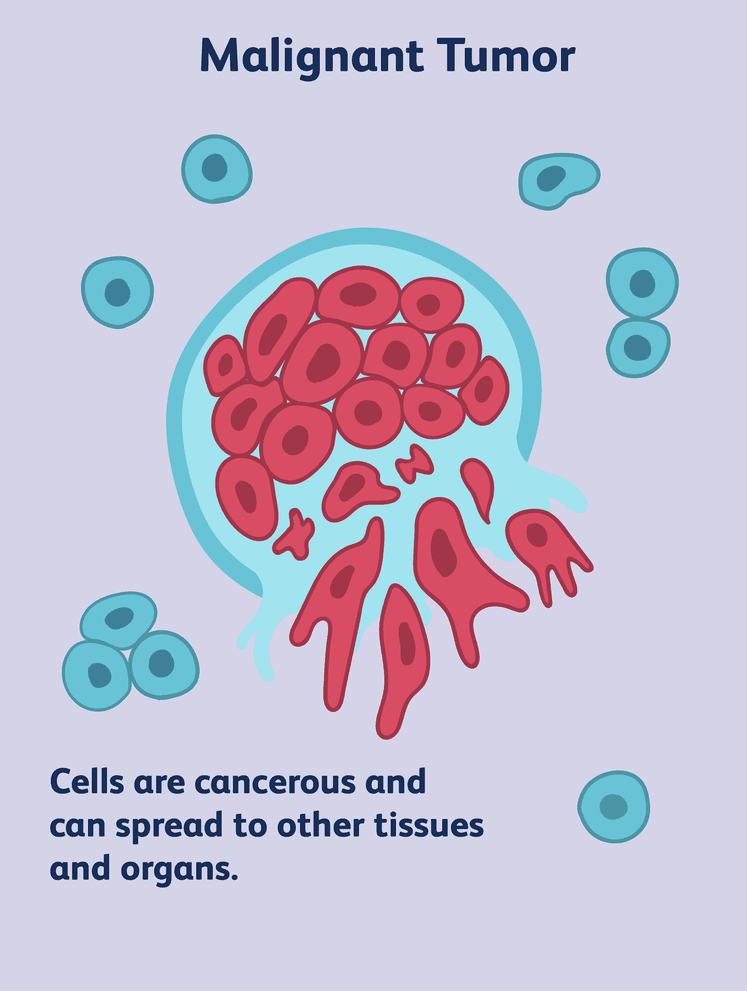 Malignant Tumor
Cells are cancerous and
can spread to other tissues
and organs.